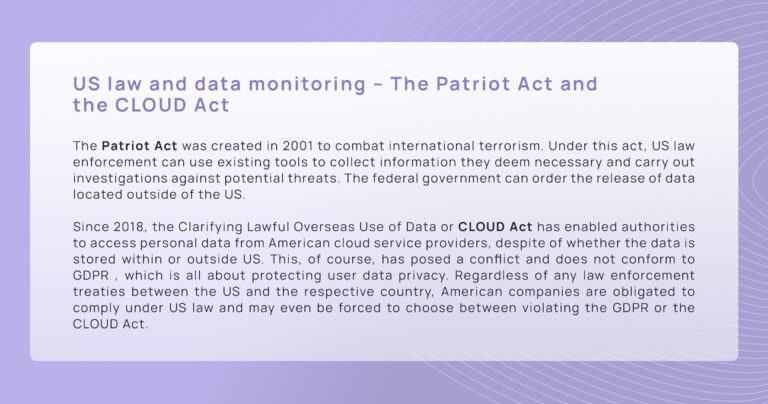 US law and data monitoring – The Patriot Act and
the CLOUD Act
The Patriot Act was created in 2001 to combat international terrorism. Under this act, US law
enforcement can use existing tools to collect information they deem necessary and carry out
investigations against potential threats. The federal government can order the release of data
located outside of the US.
Since 2018, the Clarifying Lawful Overseas Use of Data or CLOUD Act has enabled authorities
to access personal data from American cloud service providers, despite of whether the data is
stored within or outside US. This, of course, has posed a conflict and does not conform to
GDPR , which is all about protecting user data privacy. Regardless of any law enforcement
treaties between the US and the respective country, American companies are obligated to
comply under US law and may even be forced to choose between violating the GDPR or the
CLOUD Act.